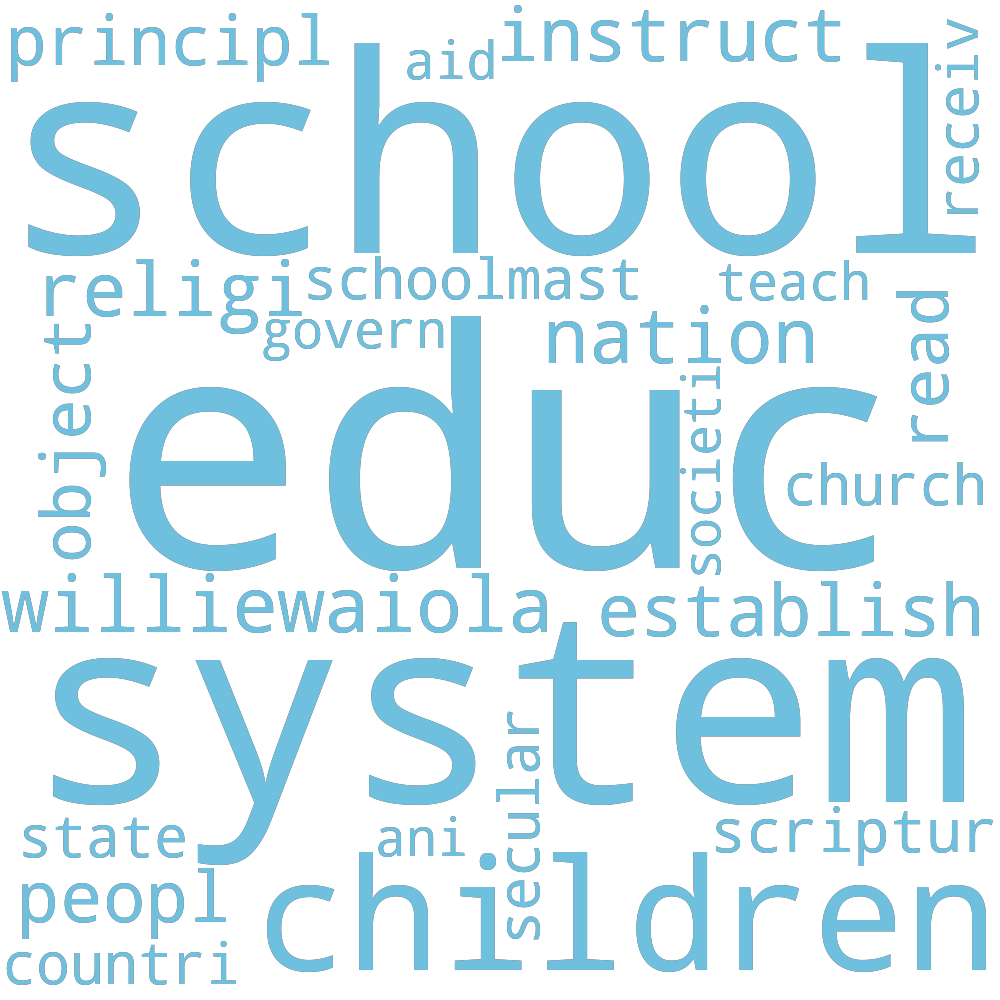 principl
aid
instruct
receiv
school
religi
schoolmast
teach
govern
nation
object
read
educ
societi
church
williewaiola
establish
system
secular
state
ani
scriptur
peopl
children
countri